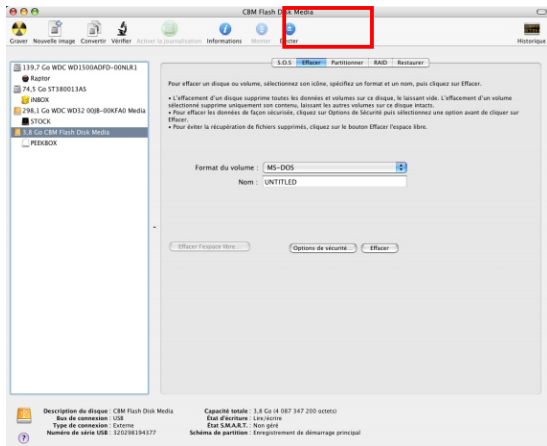 CBM Flash Disk Media
Graver Nouvelle image Convertir Vérifier Activer la journalisation Informations Monter Éjecter Historique
139,7 Go WDC WD1500ADFD-00NLR1
Raptor
74,5 Go ST380013AS
INBOX
298,1 Go WDC WD32 00JB-00KFA0 Media
STOCK
3,8 Go CBM Flash Disk Media
PEEKBOX
S.O.S Effacer Partitionner RAID Restaurer
Pour effacer un disque ou volume, sélectionnez son icône, spécifiez un format et un nom, puis cliquez sur Effacer.
• L'effacement d'un disque supprime toutes les données et volumes sur ce disque, le laissant vide. L'effacement d'un volume
sélectionné supprime uniquement son contenu, laissant les autres volumes sur ce disque intacts.
• Pour effacer les données de façon sécurisée, cliquez sur Options de Sécurité puis sélectionnez une option avant de cliquer sur
Effacer.
• Pour éviter la récupération de fichiers supprimés, cliquez sur le bouton Effacer l'espace libre.
Format du volume : MS-DOS
Nom : UNTITLED
Effacer l'espace libre... Options de sécurité... Effacer
Description du disque : CBM Flash Disk Media
Bus de connexion : USB
Type de connexion : Externe
Numéro de série USB : 320298194377
Capacité totale : 3,8 Go (4 087 347 200 octets)
État d'écriture : Lire/écrire
État S.M.A.R.T. : Non géré
Schéma de partition : Enregistrement de démarrage principal
?